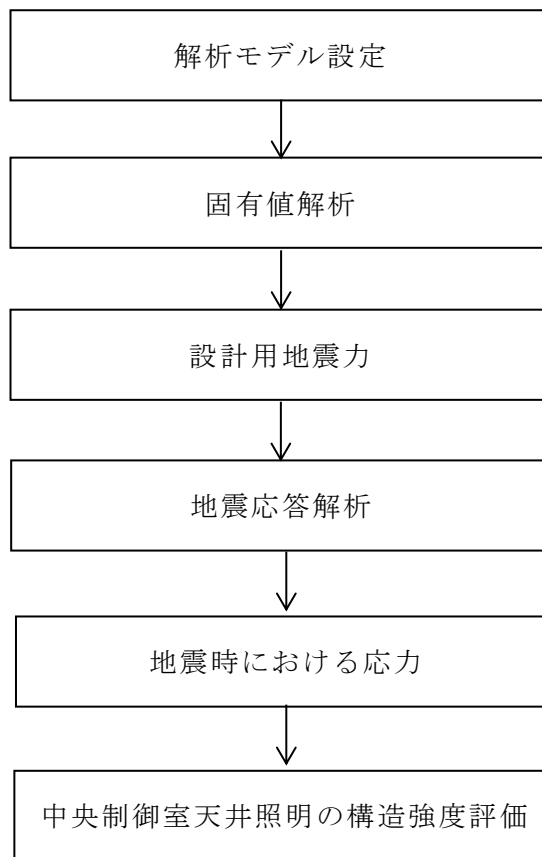 解析モデル設定
固有値解析
設計用地震力
地震応答解析
地震時における応力
中央制御室天井照明の構造強度評価